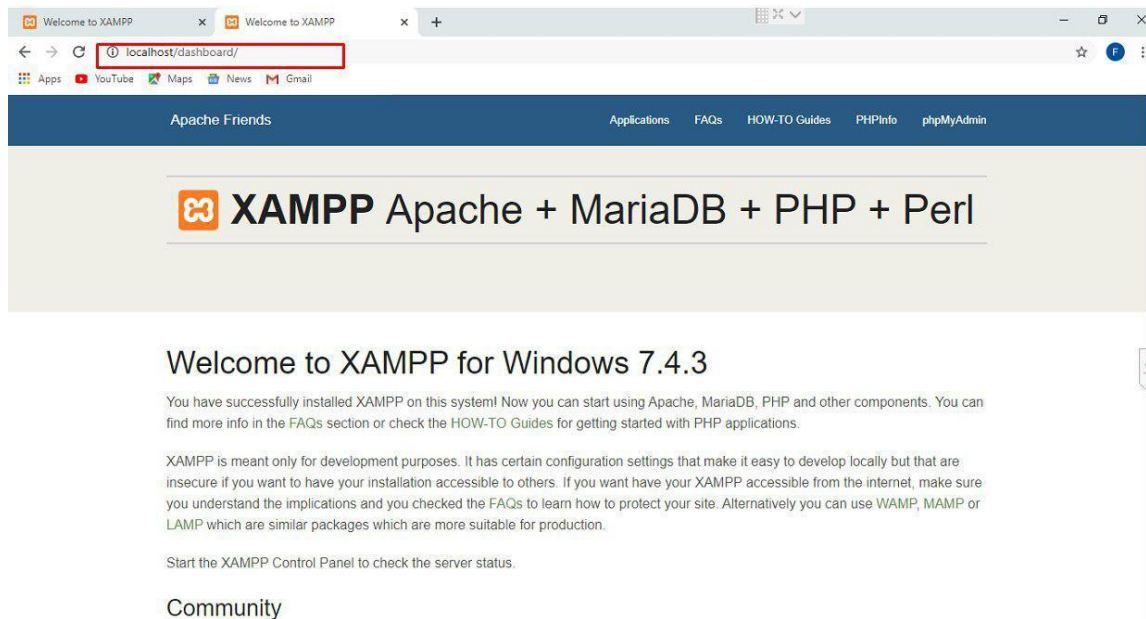 Welcome to XAMPP
Welcome to XAMPP
localhost/dashboard/
F
Apps YouTube Maps News Gmail
Apache Friends Applications FAQs HOW-TO Guides PHPInfo phpMyAdmin
XAMPP Apache + MariaDB + PHP + Perl
Welcome to XAMPP for Windows 7.4.3
You have successfully installed XAMPP on this system! Now you can start using Apache, MariaDB, PHP and other components. You can
find more info in the FAQs section or check the HOW-TO Guides for getting started with PHP applications.
XAMPP is meant only for development purposes. It has certain configuration settings that make it easy to develop locally but that are
insecure if you want to have your installation accessible to others. If you want have your XAMPP accessible from the internet, make sure
you understand the implications and you checked the FAQs to learn how to protect your site. Alternatively you can use WAMP, MAMP or
LAMP which are similar packages which are more suitable for production.
Start the XAMPP Control Panel to check the server status.
Community